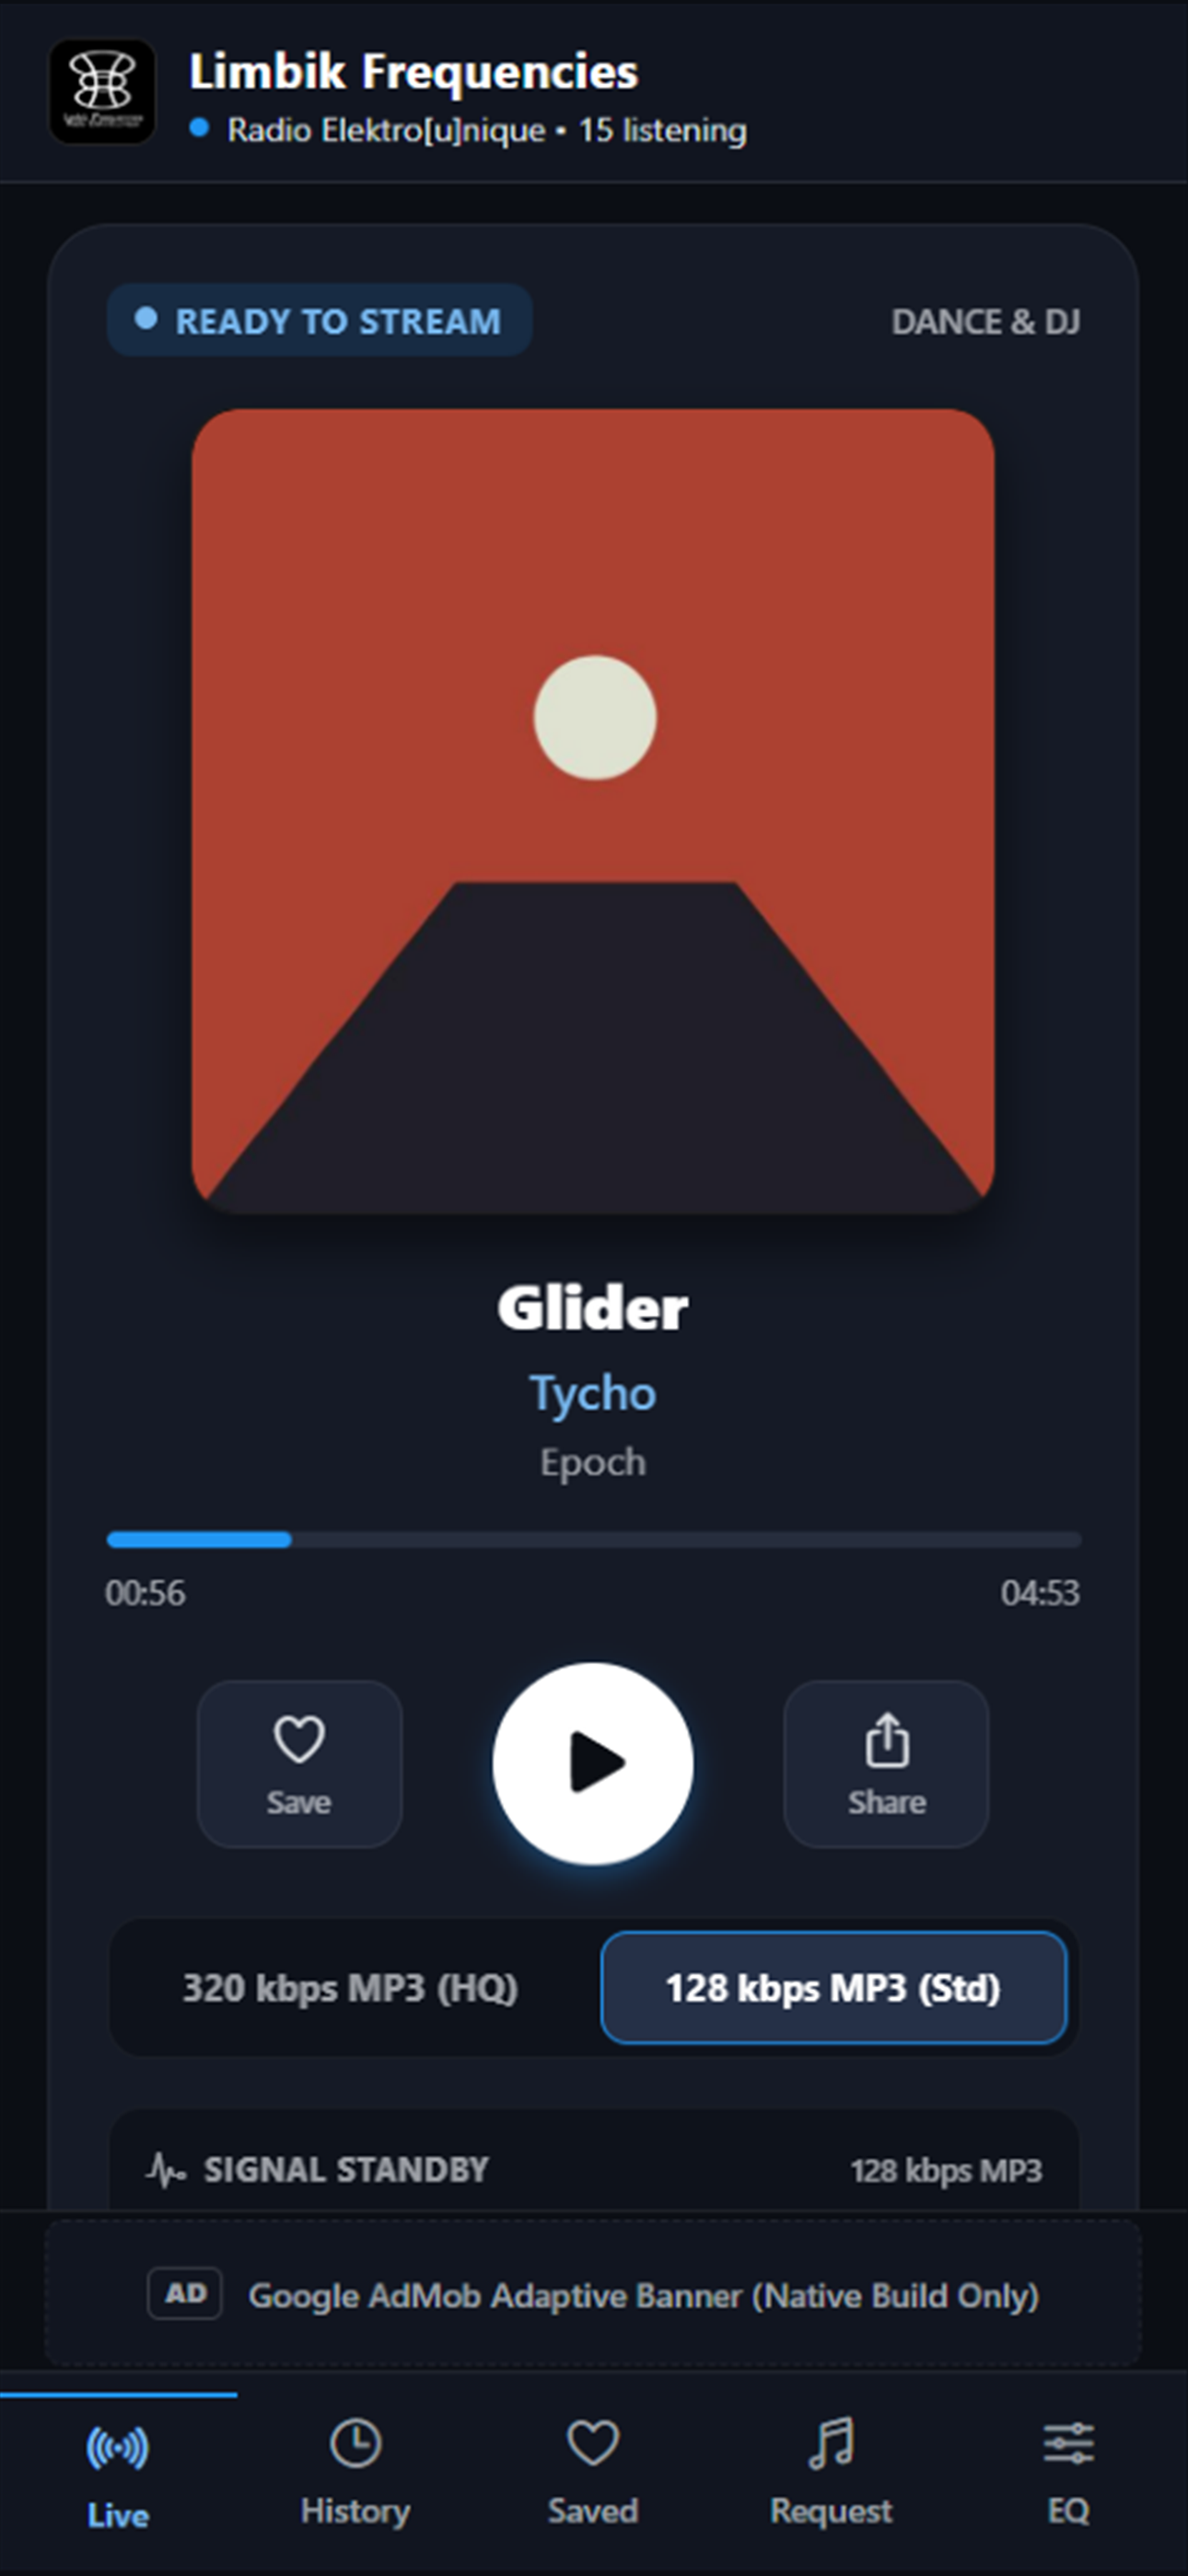 Limbik Frequencies
Radio Elektro[u]nique • 15 listening
READY TO STREAM
DANCE & DJ
Glider
Tycho
Epoch
00:56
04:53
Save
Share
320 kbps MP3 (HQ)
128 kbps MP3 (Std)
SIGNAL STANDBY
128 kbps MP3
AD
Google AdMob Adaptive Banner (Native Build Only)
Live
History
Saved
Request
EQ